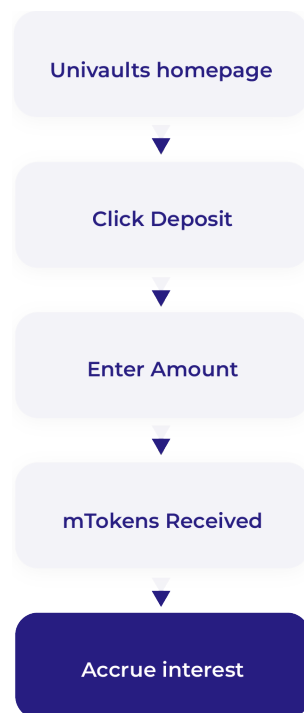 Univaults homepage
Click Deposit
Enter Amount
mTokens Received
Accrue interest